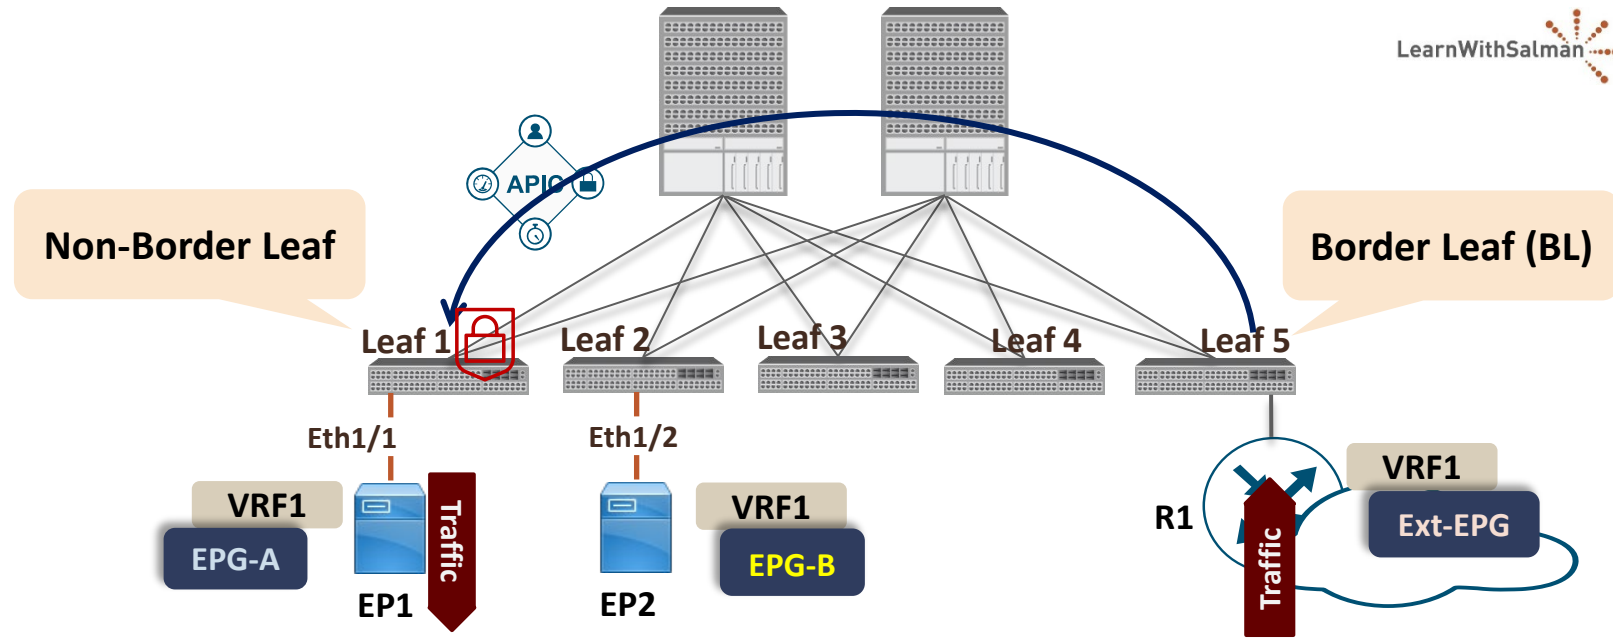 LearnWithSalman
APIC
Non-Border Leaf
Border Leaf (BL)
Leaf 1
Leaf 2
Leaf 3
Leaf 4
Leaf 5
Eth1/1
Eth1/2
VRF1
EPG-A
Traffic
EP1
VRF1
EPG-B
EP2
R1
Traffic
VRF1
Ext-EPG